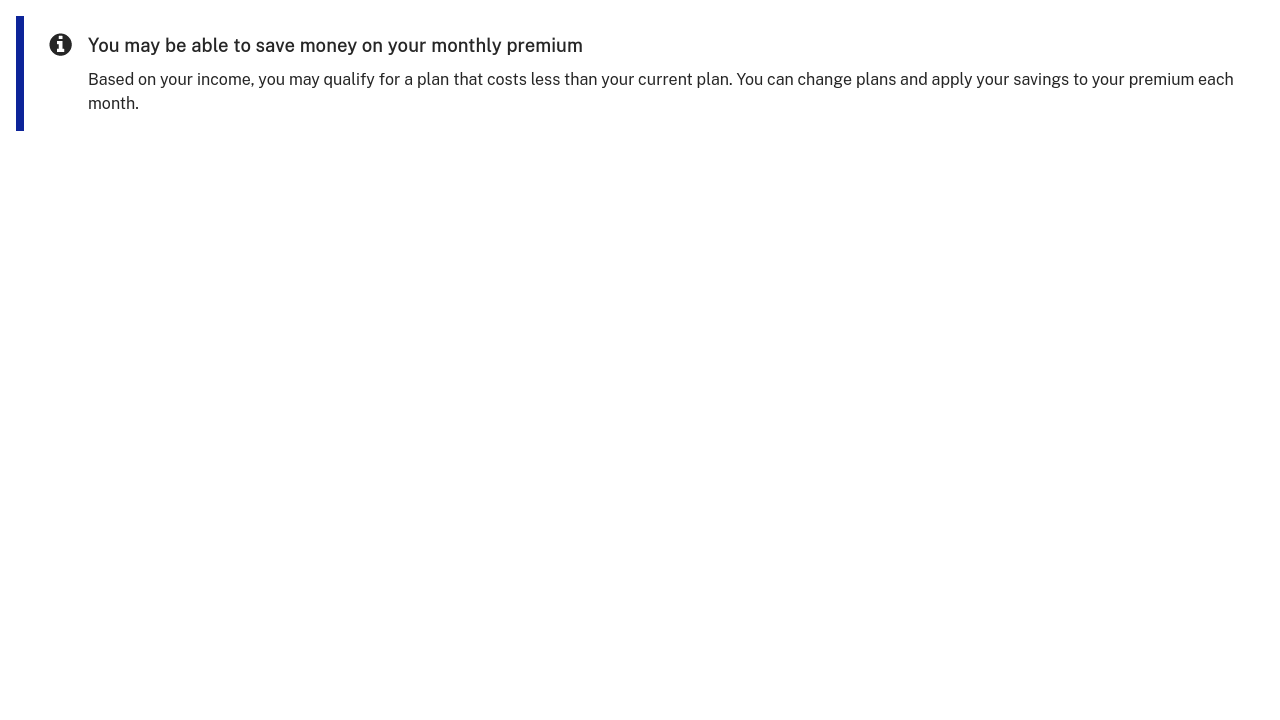 You may be able to save money on your monthly premium
Based on your income, you may qualify for a plan that costs less than your current plan. You can change plans and apply your savings to your premium each
month.